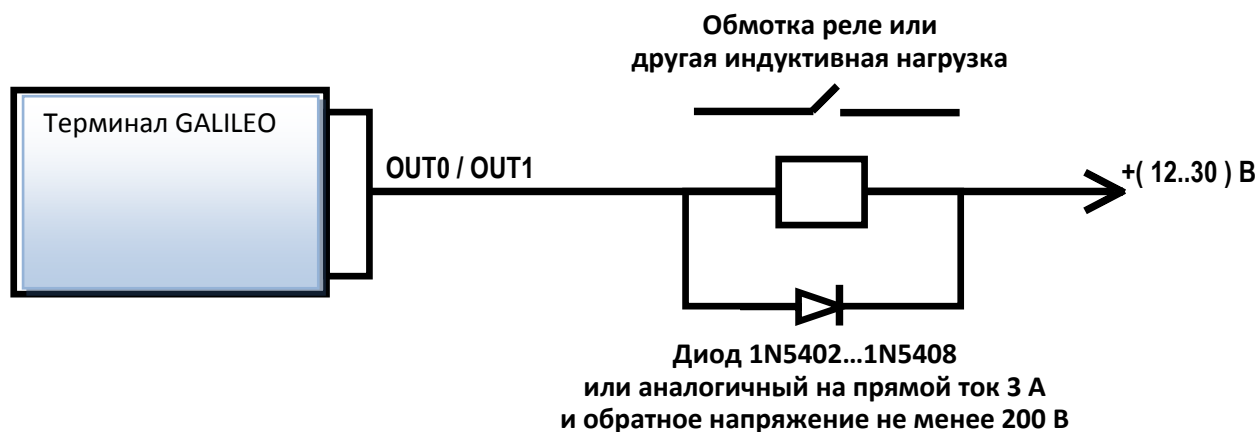 Обмотка реле или
другая индуктивная нагрузка
Терминал GALILEO
OUT0 / OUT1
+( 12..30 ) В
Диод 1N5402…1N5408
или аналогичный на прямой ток 3 А
и обратное напряжение не менее 200 В